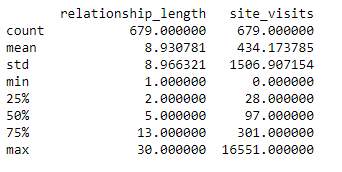 relationship_length site_visits
count 679.000000 679.000000
mean 8.930781 434.173785
std 8.966321 1506.907154
min 1.000000 0.000000
25% 2.000000 28.000000
50% 5.000000 97.000000
75% 13.000000 301.000000
max 30.000000 16551.000000